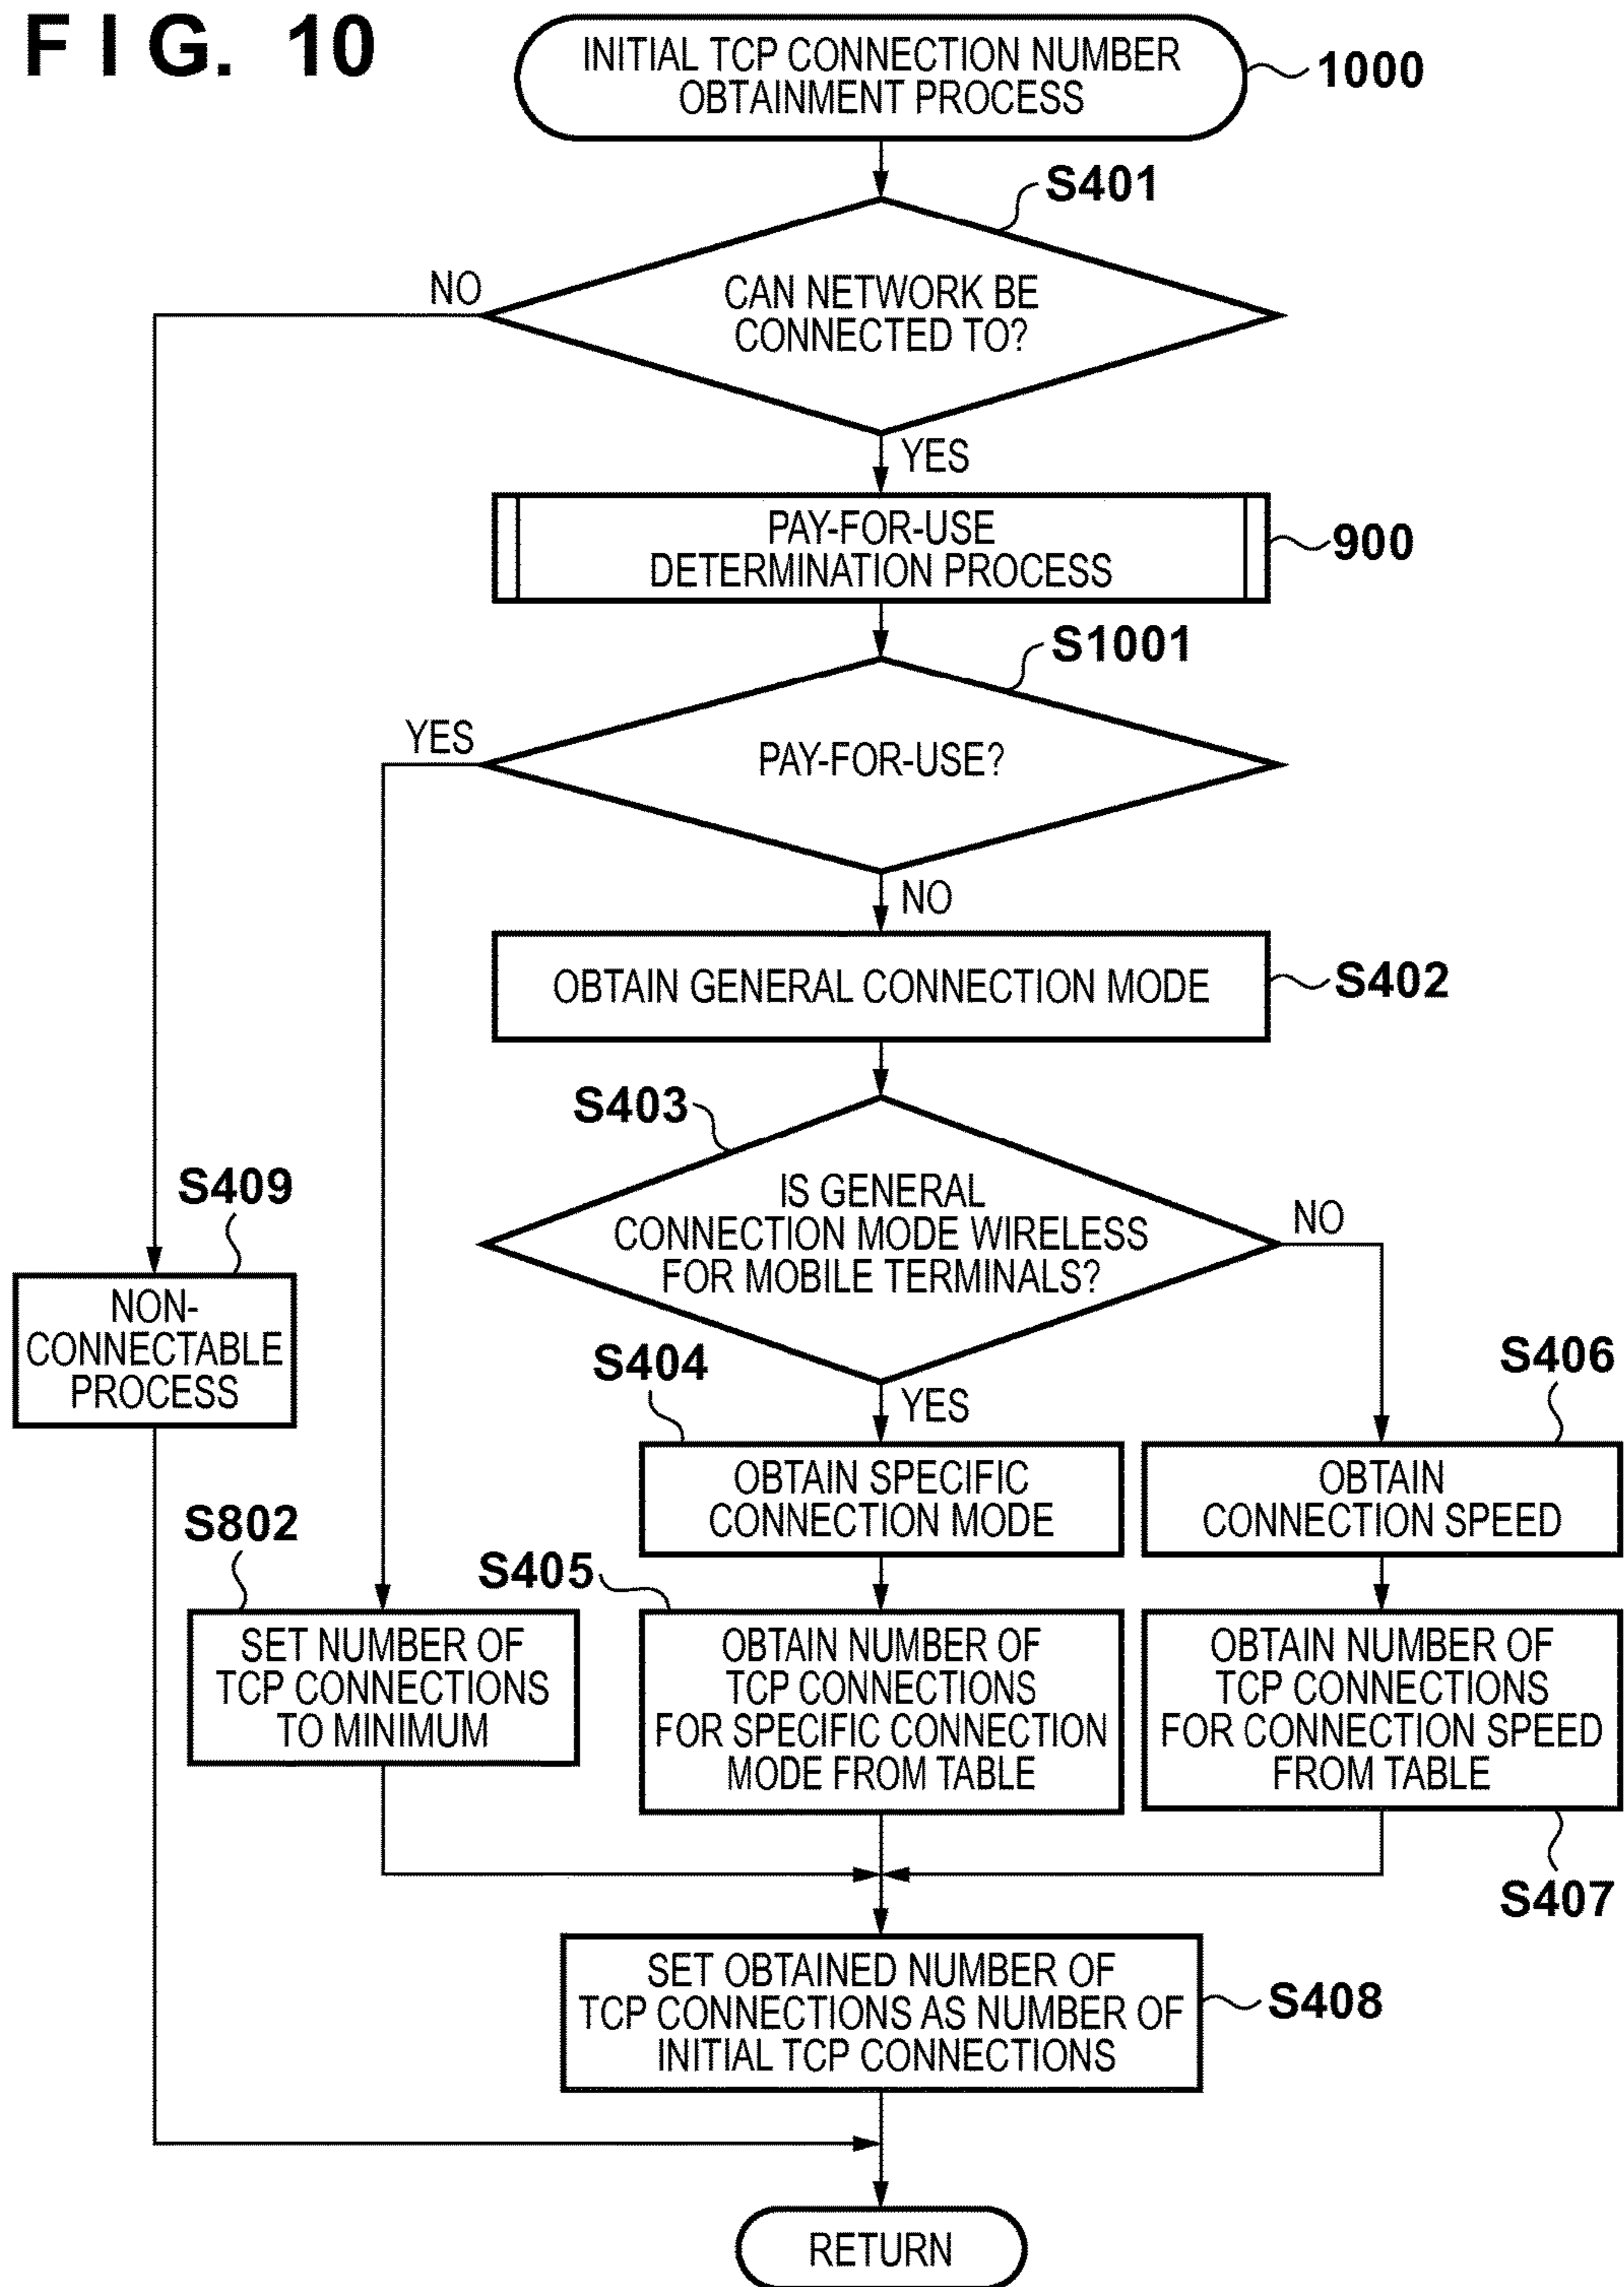 FIG. 10
INITIAL TCP CONNECTION NUMBER
OBTAINMENT PROCESS
1000
S401
CAN NETWORK BE
CONNECTED TO?
NO
YES
PAY-FOR-USE
DETERMINATION PROCESS
900
S1001
PAY-FOR-USE?
YES
NO
OBTAIN GENERAL CONNECTION MODE
S402
S403
IS GENERAL
CONNECTION MODE WIRELESS
FOR MOBILE TERMINALS?
NO
YES
S409
NON-
CONNECTABLE
PROCESS
S404
OBTAIN SPECIFIC
CONNECTION MODE
S406
OBTAIN
CONNECTION SPEED
S802
SET NUMBER OF
TCP CONNECTIONS
TO MINIMUM
S405
OBTAIN NUMBER OF
TCP CONNECTIONS
FOR SPECIFIC CONNECTION
MODE FROM TABLE
OBTAIN NUMBER OF
TCP CONNECTIONS
FOR CONNECTION SPEED
FROM TABLE
S407
SET OBTAINED NUMBER OF
TCP CONNECTIONS AS NUMBER OF
INITIAL TCP CONNECTIONS
S408
RETURN